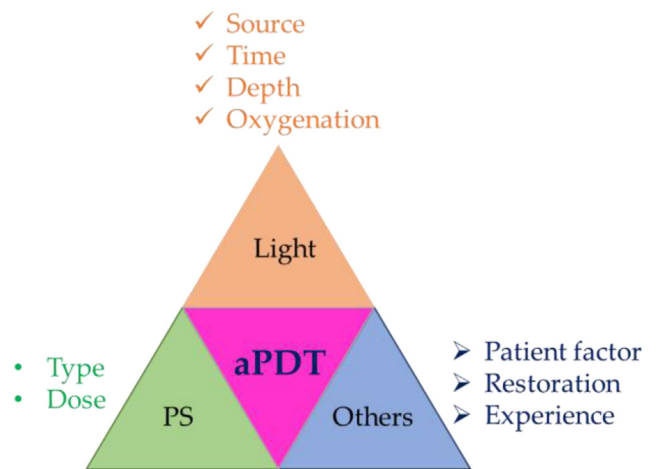 ✓ Source
✓ Time
✓ Depth
✓ Oxygenation
Light
• Type
• Dose
aPDT
PS
Others
➢ Patient factor
➢ Restoration
➢ Experience